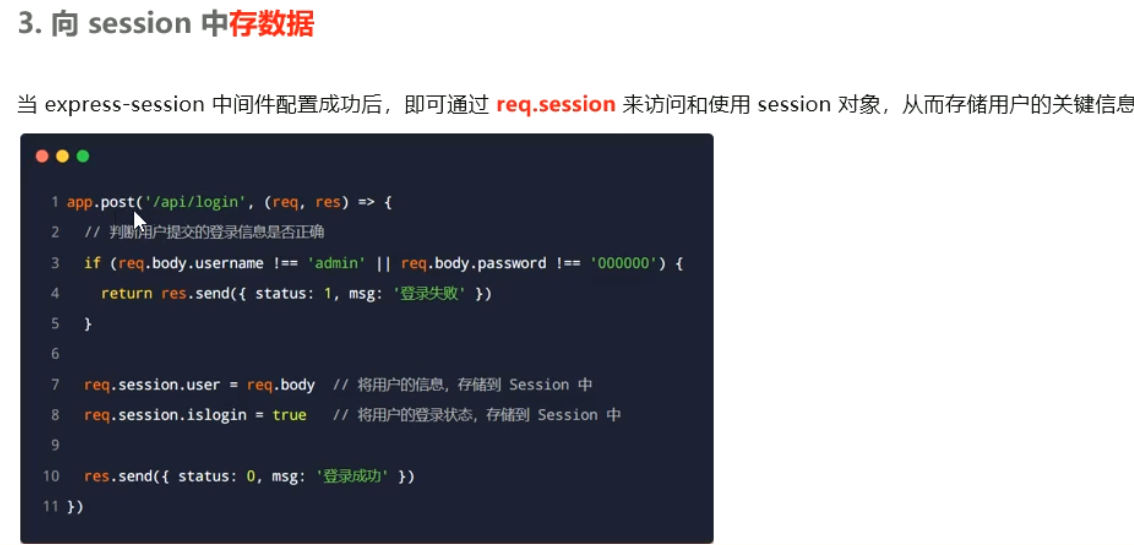 3. 向 session 中存数据
当 express-session 中间件配置成功后，即可通过 req.session 来访问和使用 session 对象，从而存储用户的关键信息
1 app.post('/api/login', (req, res) => {
2 // 判断用户提交的登录信息是否正确
3 if (req.body.username !== 'admin' || req.body.password !== '000000') {
4 return res.send({ status: 1, msg: '登录失败' })
5 }
6
7 req.session.user = req.body // 将用户的信息，存储到 Session 中
8 req.session.islogin = true // 将用户的登录状态，存储到 Session 中
9
10 res.send({ status: 0, msg: '登录成功' })
11 })